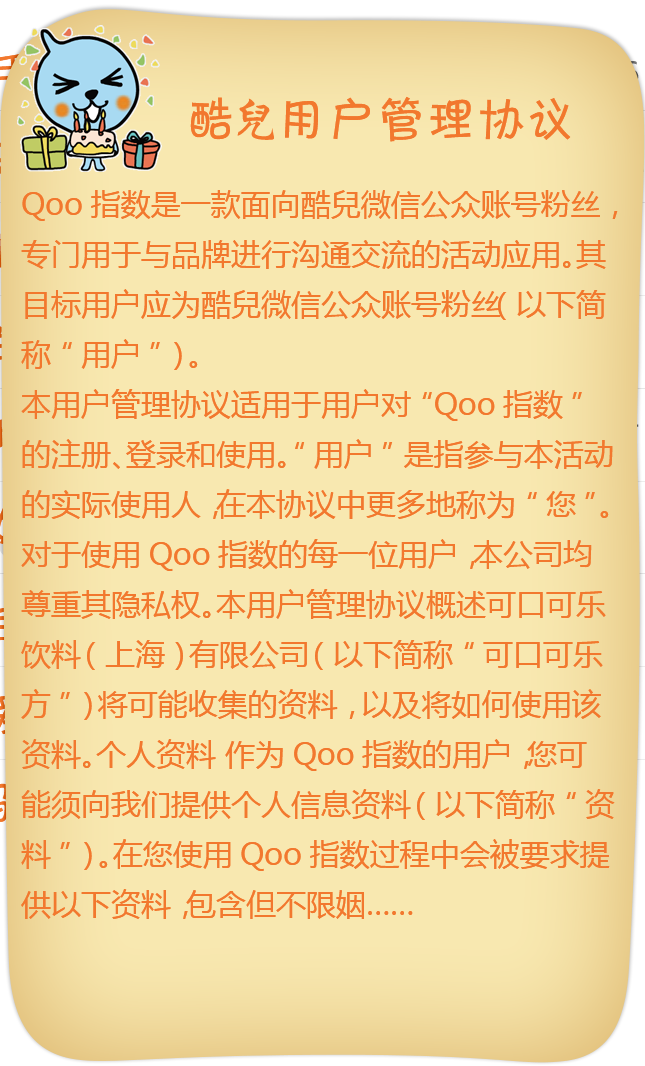 酷兒用户管理协议
Qoo 指数是一款面向酷兒微信公众账号粉丝，
专门用于与品牌进行沟通交流的活动应用。其
目标用户应为酷兒微信公众账号粉丝( 以下简
称 “ 用户 ” ) 。
本用户管理协议适用于用户对 “Qoo 指数 ”
的注册、登录和使用。“ 用户 ” 是指参与本活动
的实际使用人 ，在本协议中更多地称为 “ 您 ”。
对于使用 Qoo 指数的每一位用户 ，本公司均
尊重其隐私权。本用户管理协议概述可口可乐
饮料 ( 上海 ) 有限公司 ( 以下简称 “ 可口可乐
方 ” ) 将可能收集的资料 ，以及将如何使用该
资料。个人资料 作为 Qoo 指数的用户 ，您可
能须向我们提供个人信息资料 ( 以下简称 “ 资
料 ” ) 。在您使用 Qoo 指数过程中会被要求提
供以下资料 ，包含但不限姻......